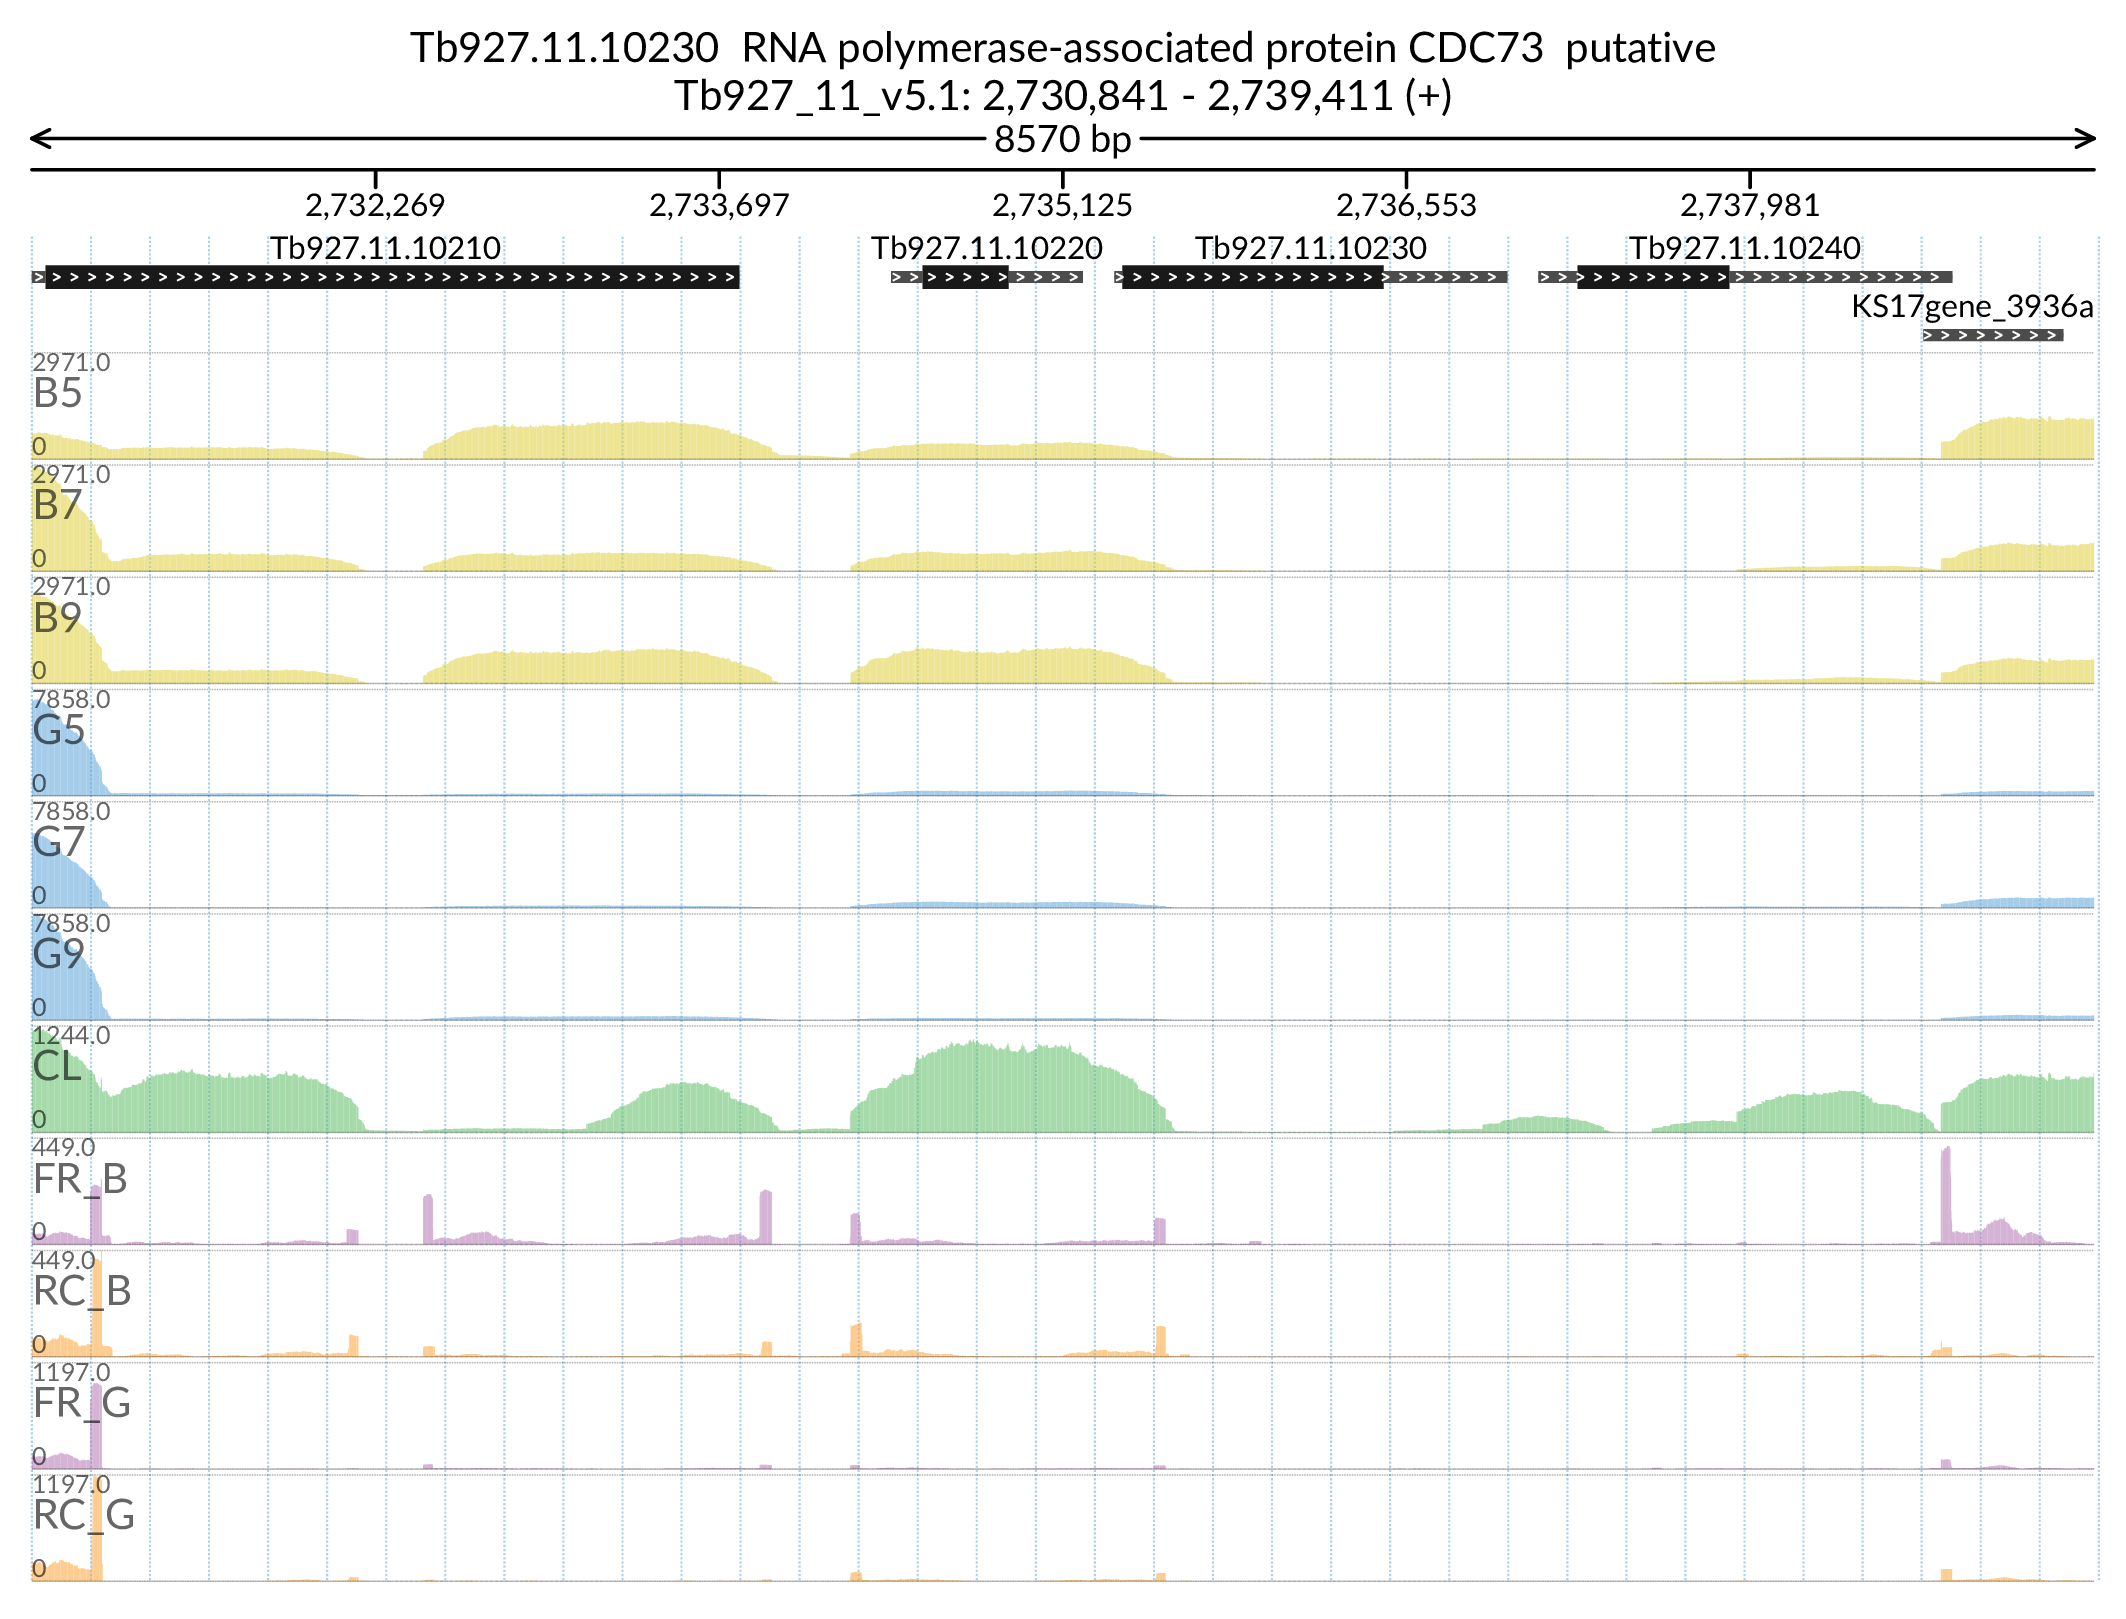 Tb927.11.10230  RNA polymerase-associated protein CDC73  putative
Tb927_11_v5.1: 2,730,841 - 2,739,411 (+)
8570 bp
2,732,269 2,733,697 2,735,125 2,736,553 2,737,981
Tb927.11.10210 Tb927.11.10220 Tb927.11.10230 Tb927.11.10240
KS17gene_3936a
2971.0
B5
0
2971.0
B7
0
2971.0
B9
0
7858.0
G5
0
7858.0
G7
0
7858.0
G9
0
1244.0
CL
0
449.0
FR_B
0
449.0
RC_B
0
1197.0
FR_G
0
1197.0
RC_G
0